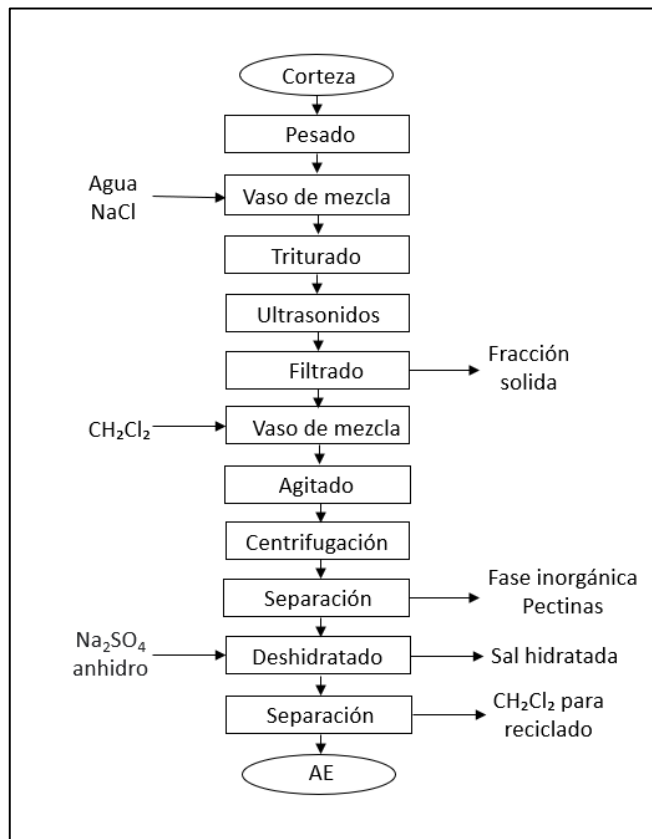 Corteza
Pesado
Agua
NaCl
Vaso de mezcla
Triturado
Ultrasonidos
Filtrado
Fracción
solida
CH₂Cl₂
Vaso de mezcla
Agitado
Centrifugación
Separación
Fase inorgánica
Pectinas
Na₂SO₄
anhidro
Deshidratado
Sal hidratada
Separación
CH₂Cl₂ para
reciclado
AE